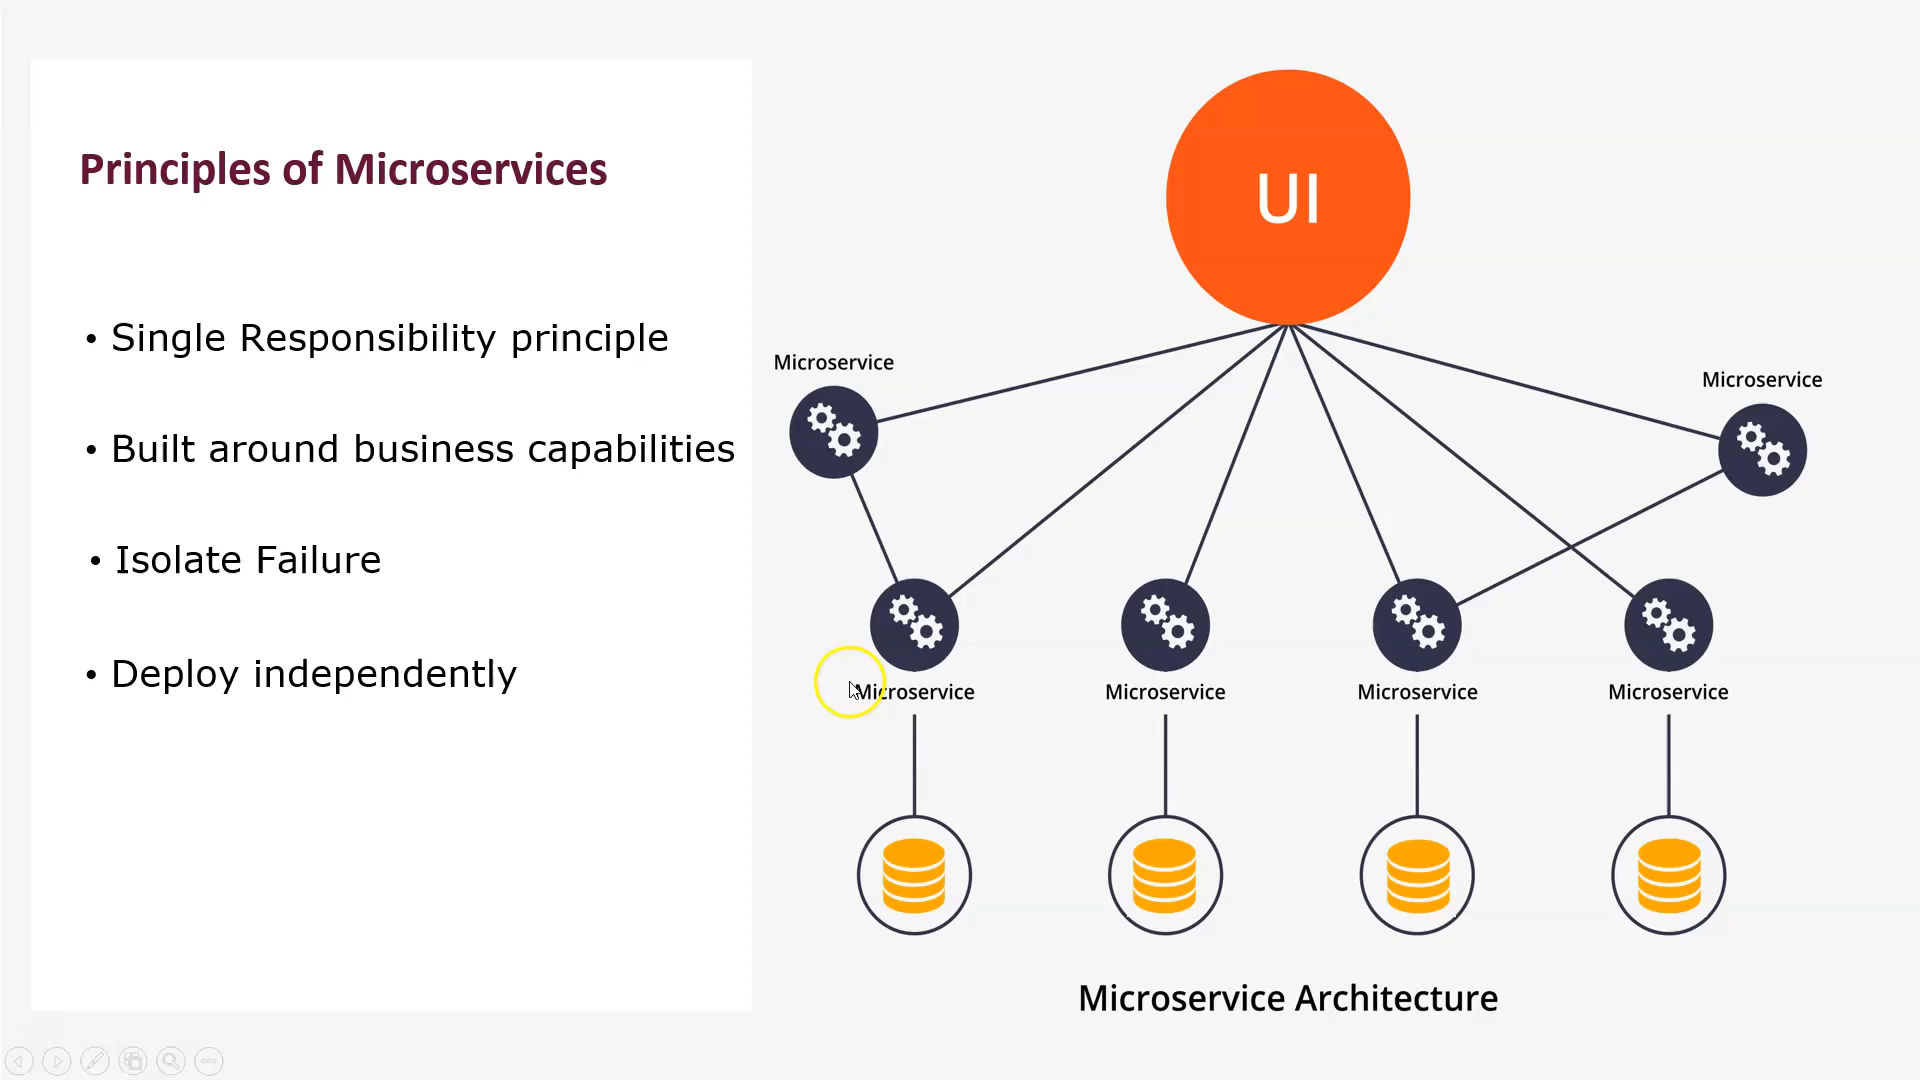 Principles of Microservices
• Single Responsibility principle
• Built around business capabilities
• Isolate Failure
• Deploy independently
UI
Microservice
Microservice
Microservice
Microservice
Microservice
Microservice
Microservice Architecture